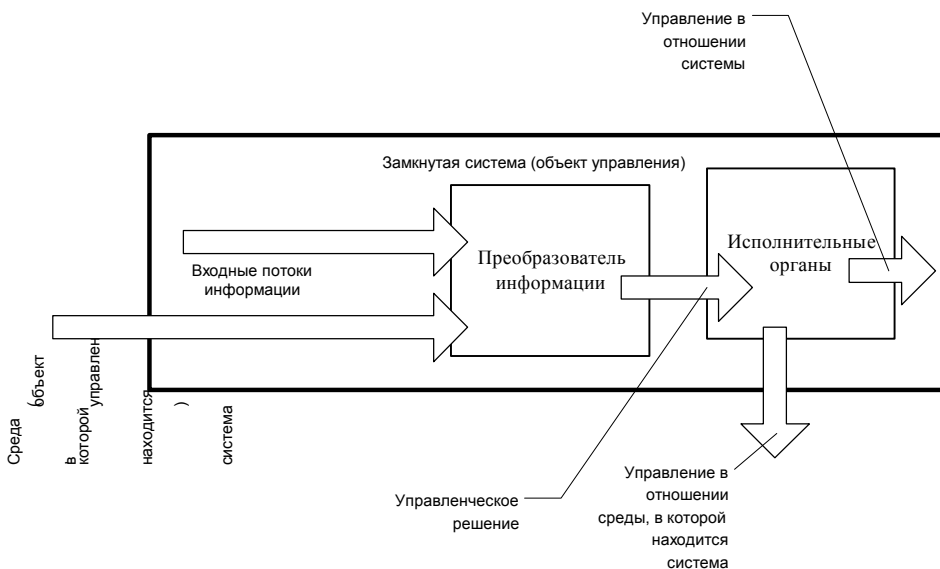 Управление в
отношении
системы
Замкнутая система (объект управления)
Преобразователь
информации
Исполнительные
органы
Входные потоки
информации
Среда
(объект
в
которой
управлен
находится
)
система
Управленческое
решение
Управление в
отношении
среды, в которой
находится
система